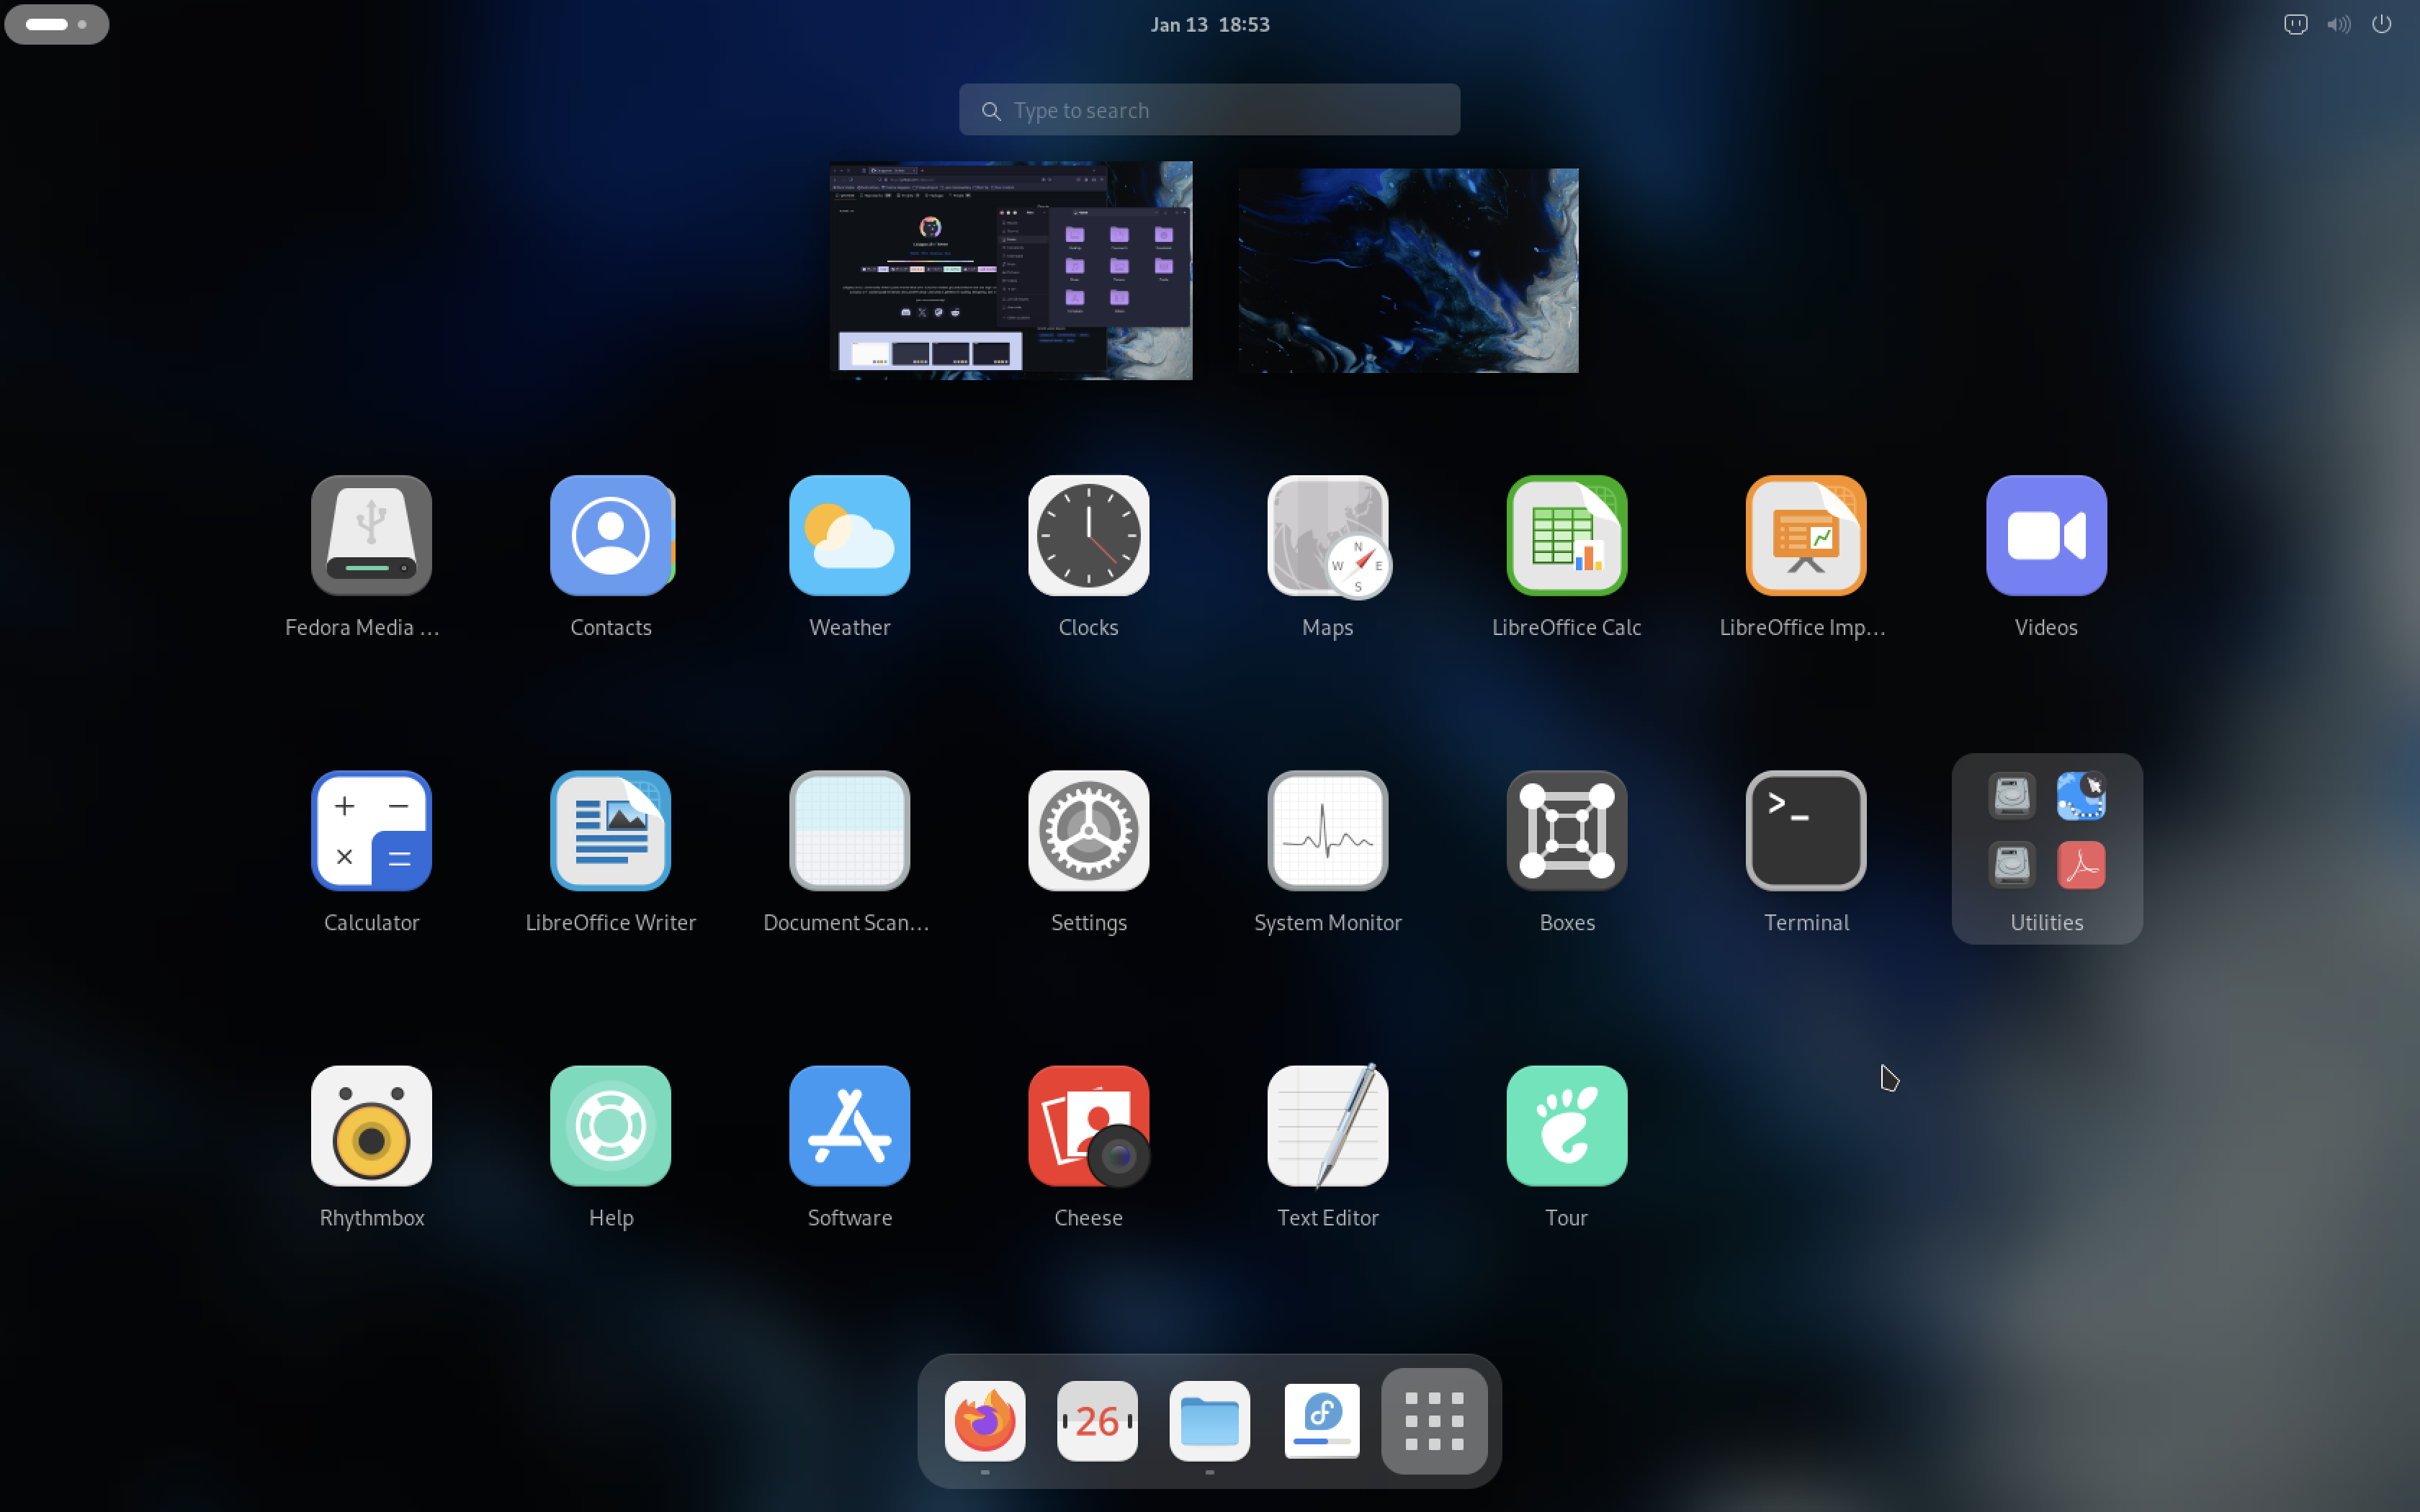 Jan 13 18:53
Type to search
Fedora Media ...
Contacts
Weather
Clocks
Maps
LibreOffice Calc
LibreOffice Imp...
Videos
N
W E
S
Calculator
LibreOffice Writer
Document Scan...
Settings
System Monitor
Boxes
Terminal
Utilities
>_
Rhythmbox
Help
Software
Cheese
Text Editor
Tour
26